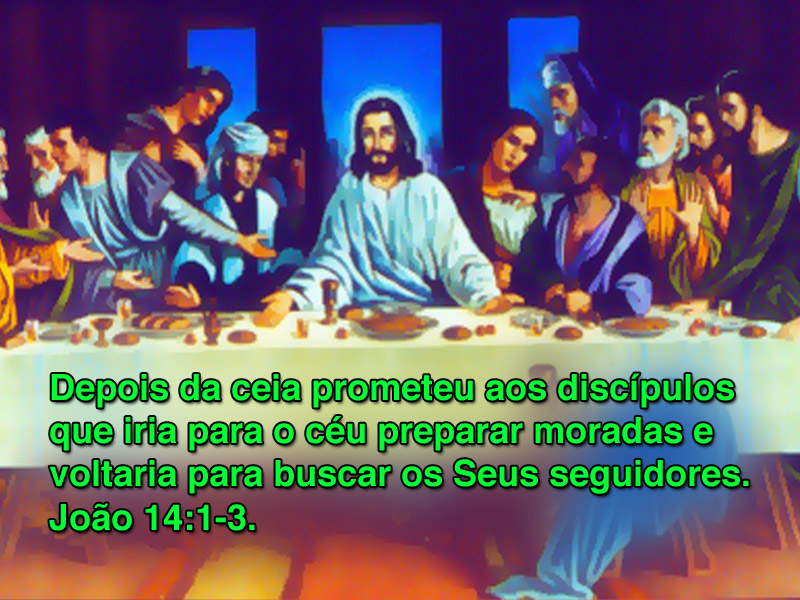 Depois da ceia prometeu aos discípulos
que iria para o céu preparar moradas e
voltaria para buscar os Seus seguidores.
João 14:1-3.